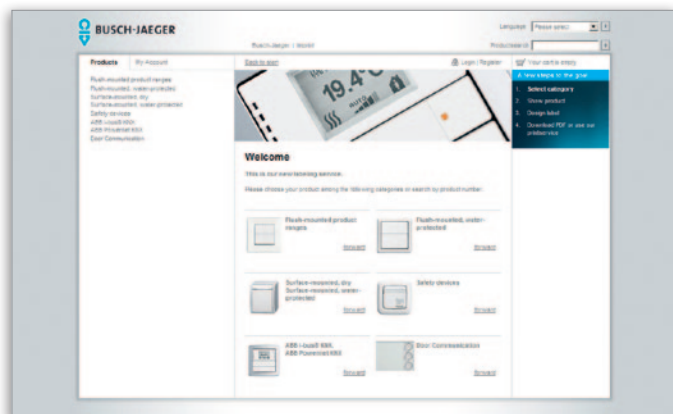 BUSCH-JAEGER
Language Please select
Busch-Jaeger | World
Productsearch
Products My Account
Back to start
Login / Register
Your cart is empty
Flush-mounted product ranges
Flush-mounted, water-protected
Surface-mounted, dry
Surface-mounted, water-protected
Safety devices
ABB i-bus® KNX
ABB Powernet KNX
Door Communication
19.4°C
A few steps to the goal
1. Select category
2. Show product
3. Design label
4. Download PDF or use our
printservice
Welcome
This is our new labeling service.
Please choose your product among the following categories or search by product number.
Flush-mounted product
ranges
forward
Flush-mounted, water-
protected
forward
Surface-mounted, dry
Surface-mounted, water-
protected
forward
Safety devices
forward
ABB i-bus® KNX
ABB Powernet KNX
forward
Door Communication
forward